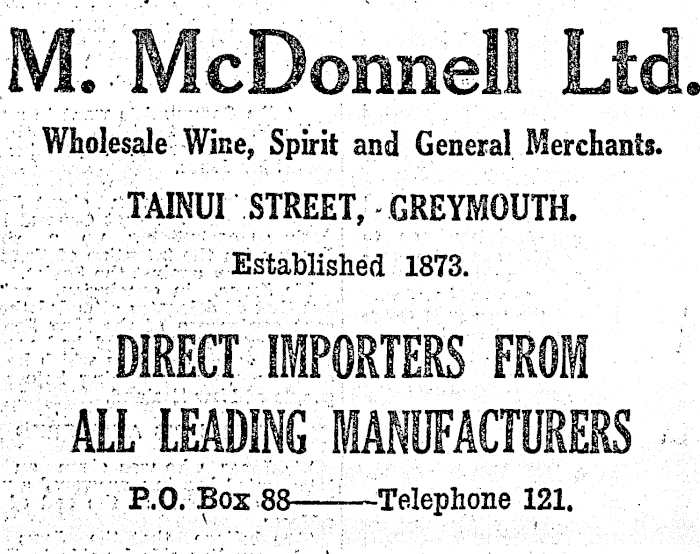 M. McDonnell Ltd.
Wholesale Wine, Spirit and General Merchants.
TAINUI STREET, GREYMOUTH.
Established 1873.
DIRECT IMPORTERS FROM
ALL LEADING MANUFACTURERS
P.O. Box 88———Telephone 121.